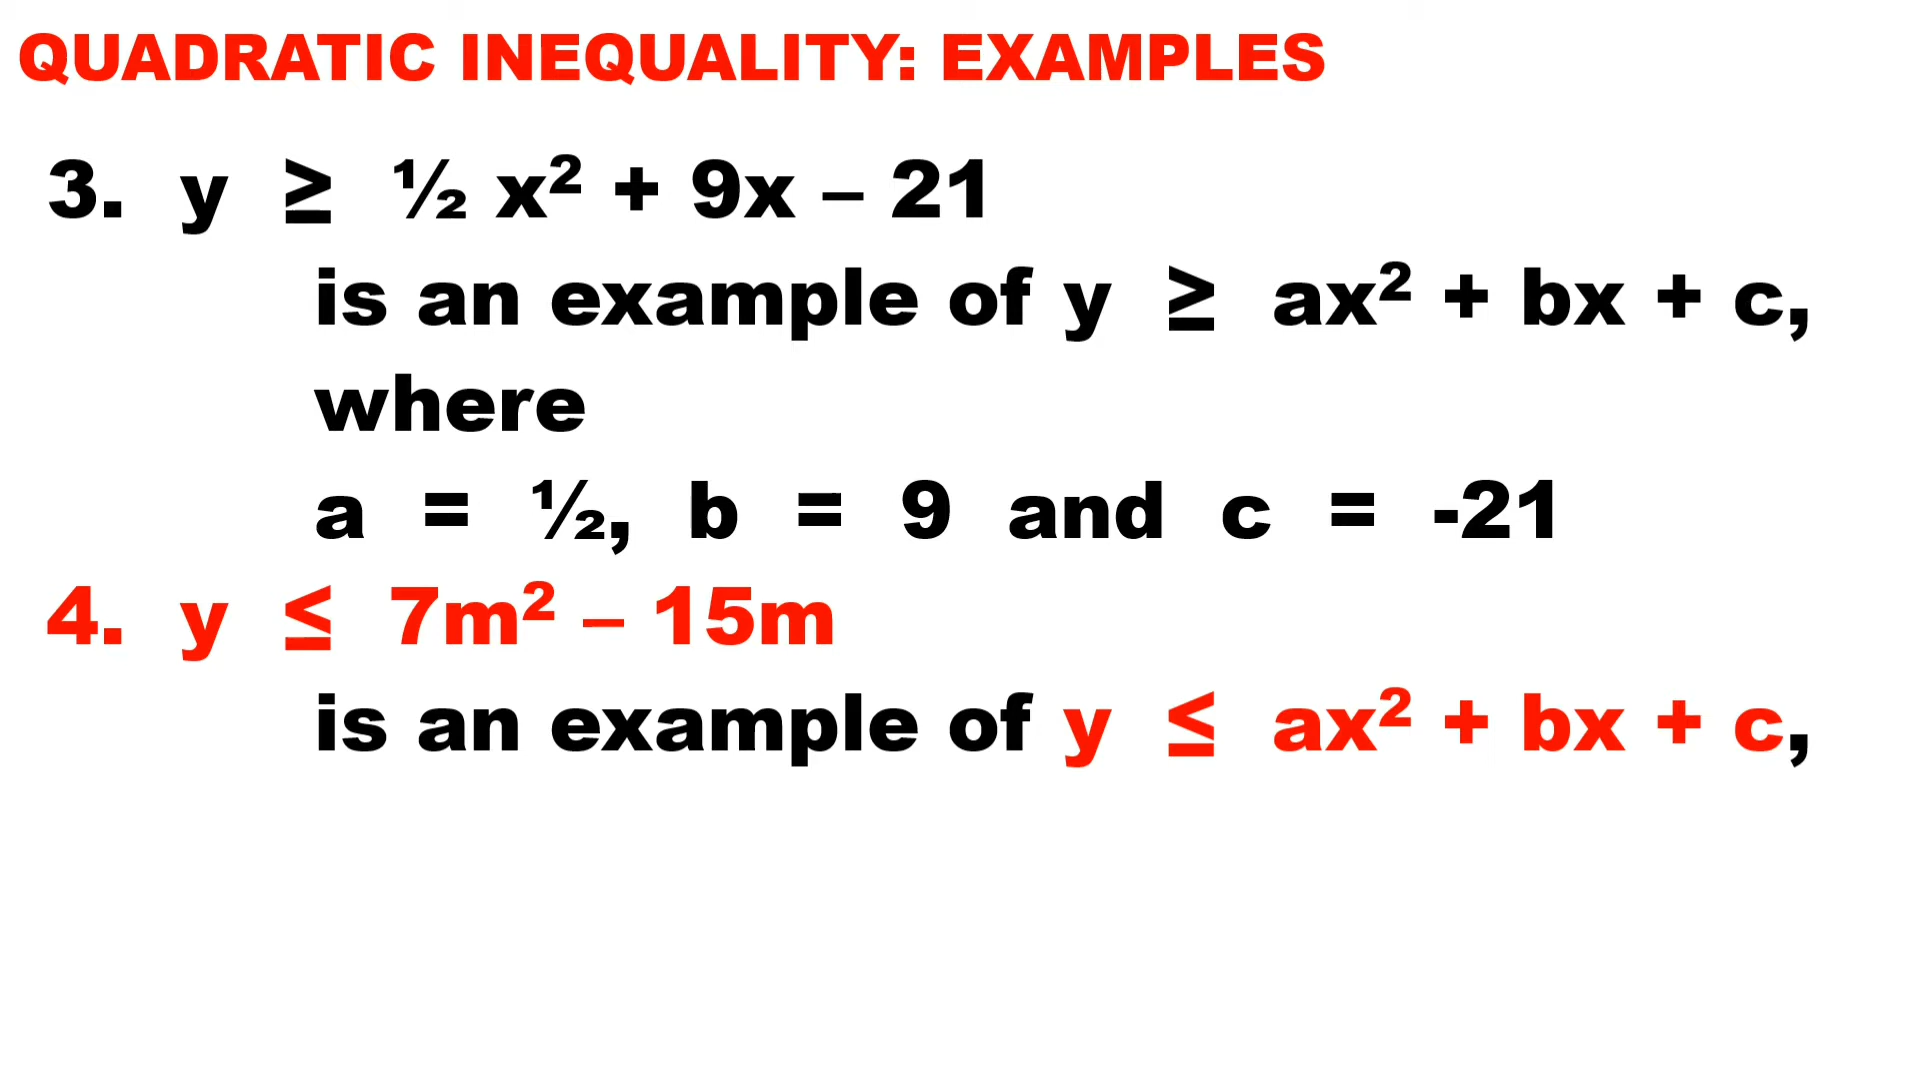 QUADRATIC INEQUALITY: EXAMPLES
3. y ≥ ½ x² + 9x – 21
is an example of y ≥ ax² + bx + c,
where
a = ½, b = 9 and c = -21
4. y ≤ 7m² – 15m
is an example of y ≤ ax² + bx + c,